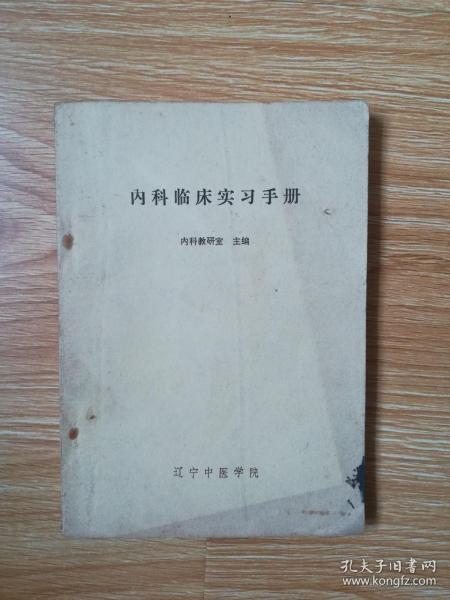 内科临床实习手册
内科教研室 主编
辽宁中医学院
孔夫子旧书网
www.kongfz.com